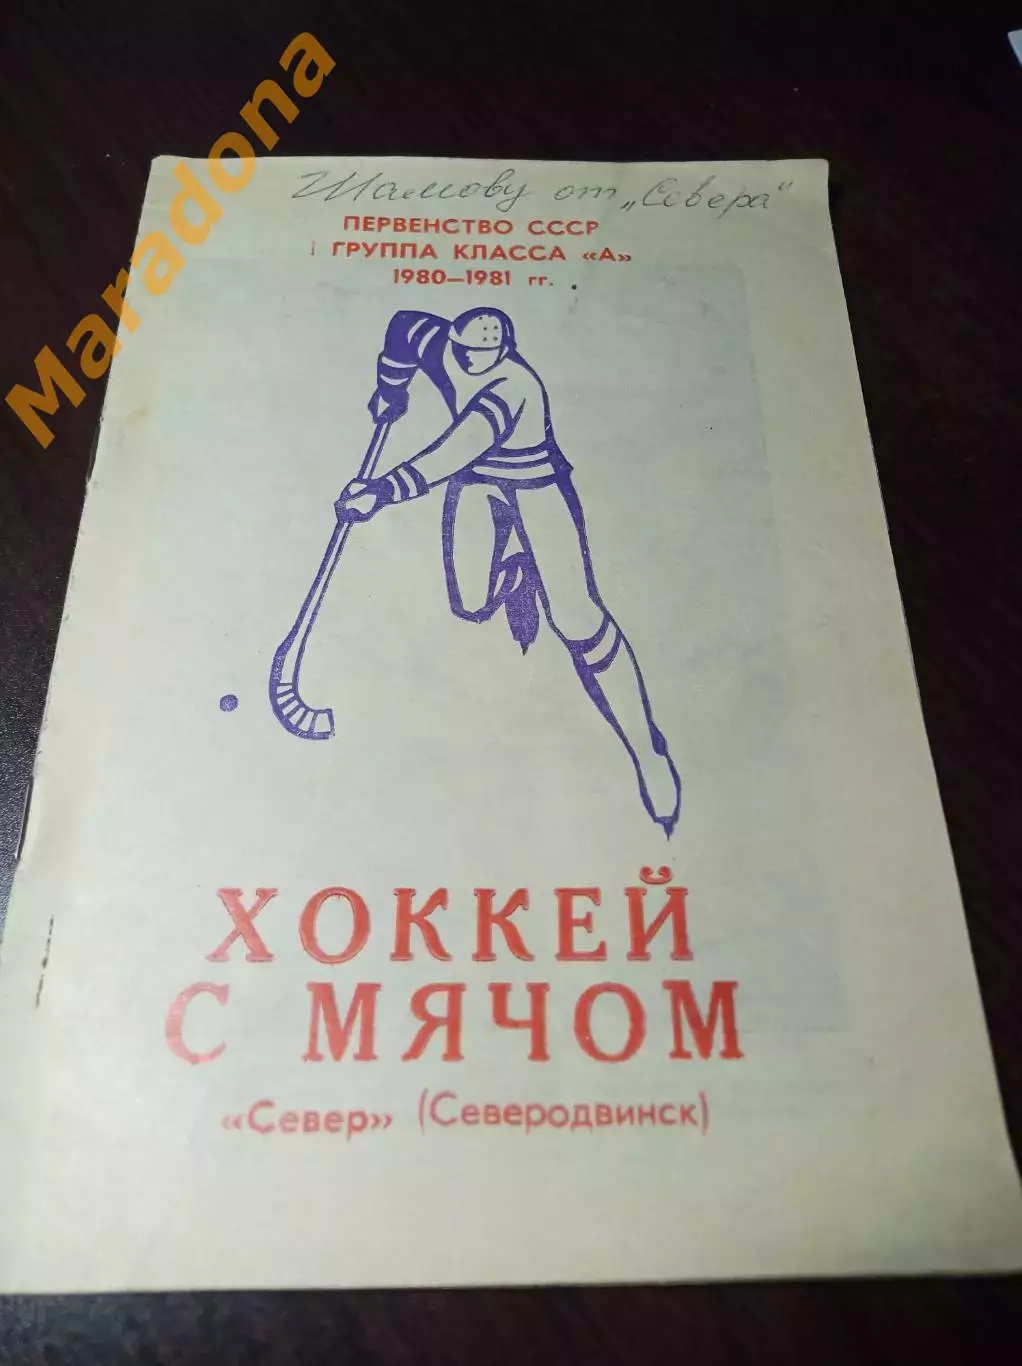 Maradona
Шамову от „Севера"
ПЕРВЕНСТВО СССР
I ГРУППА КЛАССА «А»
1980—1981 гг.
ХОККЕЙ
С МЯЧОМ
«Север» (Северодвинск)